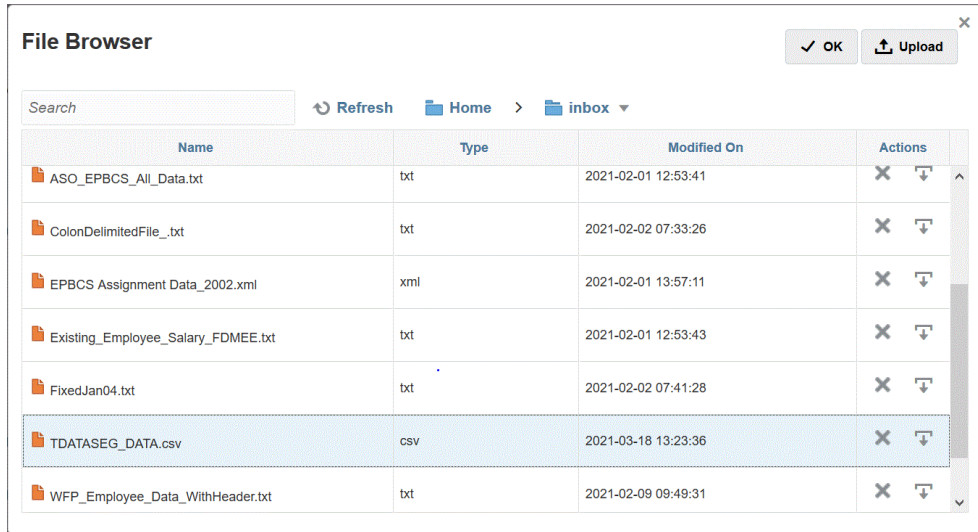 File Browser
OK
Upload
Search
Refresh
Home
>
inbox
Name Type Modified On Actions
ASO_EPBCS_All_Data.txt txt 2021-02-01 12:53:41
ColonDelimitedFile_.txt txt 2021-02-02 07:33:26
EPBCS Assignment Data_2002.xml xml 2021-02-01 13:57:11
Existing_Employee_Salary_FDMEE.txt txt 2021-02-01 12:53:43
FixedJan04.txt txt 2021-02-02 07:41:28
TDATASEG_DATA.csv csv 2021-03-18 13:23:36
WFP_Employee_Data_WithHeader.txt txt 2021-02-09 09:49:31